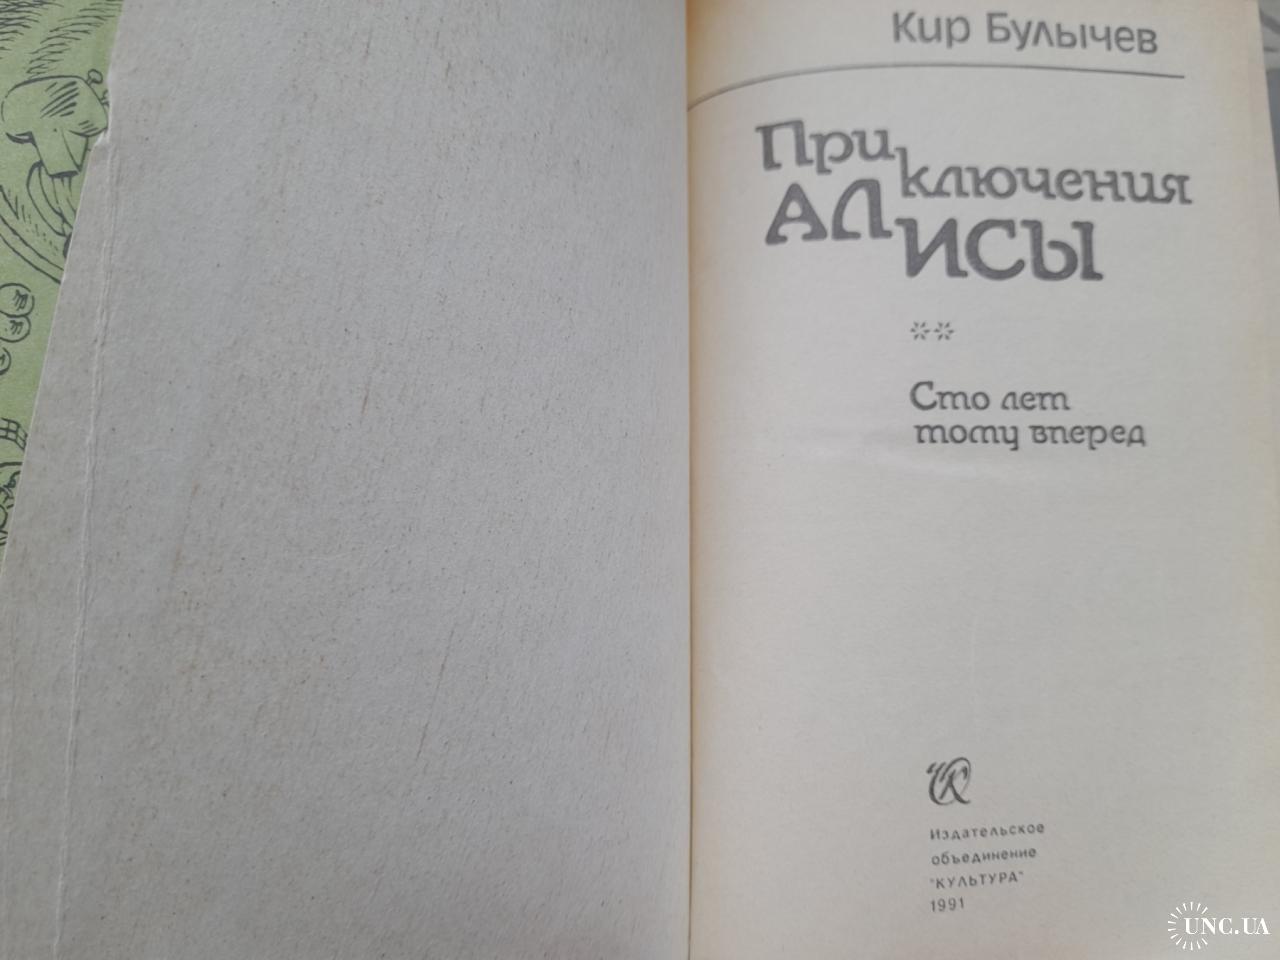 Кир Булычев
Приключения
АЛИСЫ
**
Сто лет
тому вперед
"К
Издательское
объединение
"КУЛЬТУРА"
1991
UNC.UA